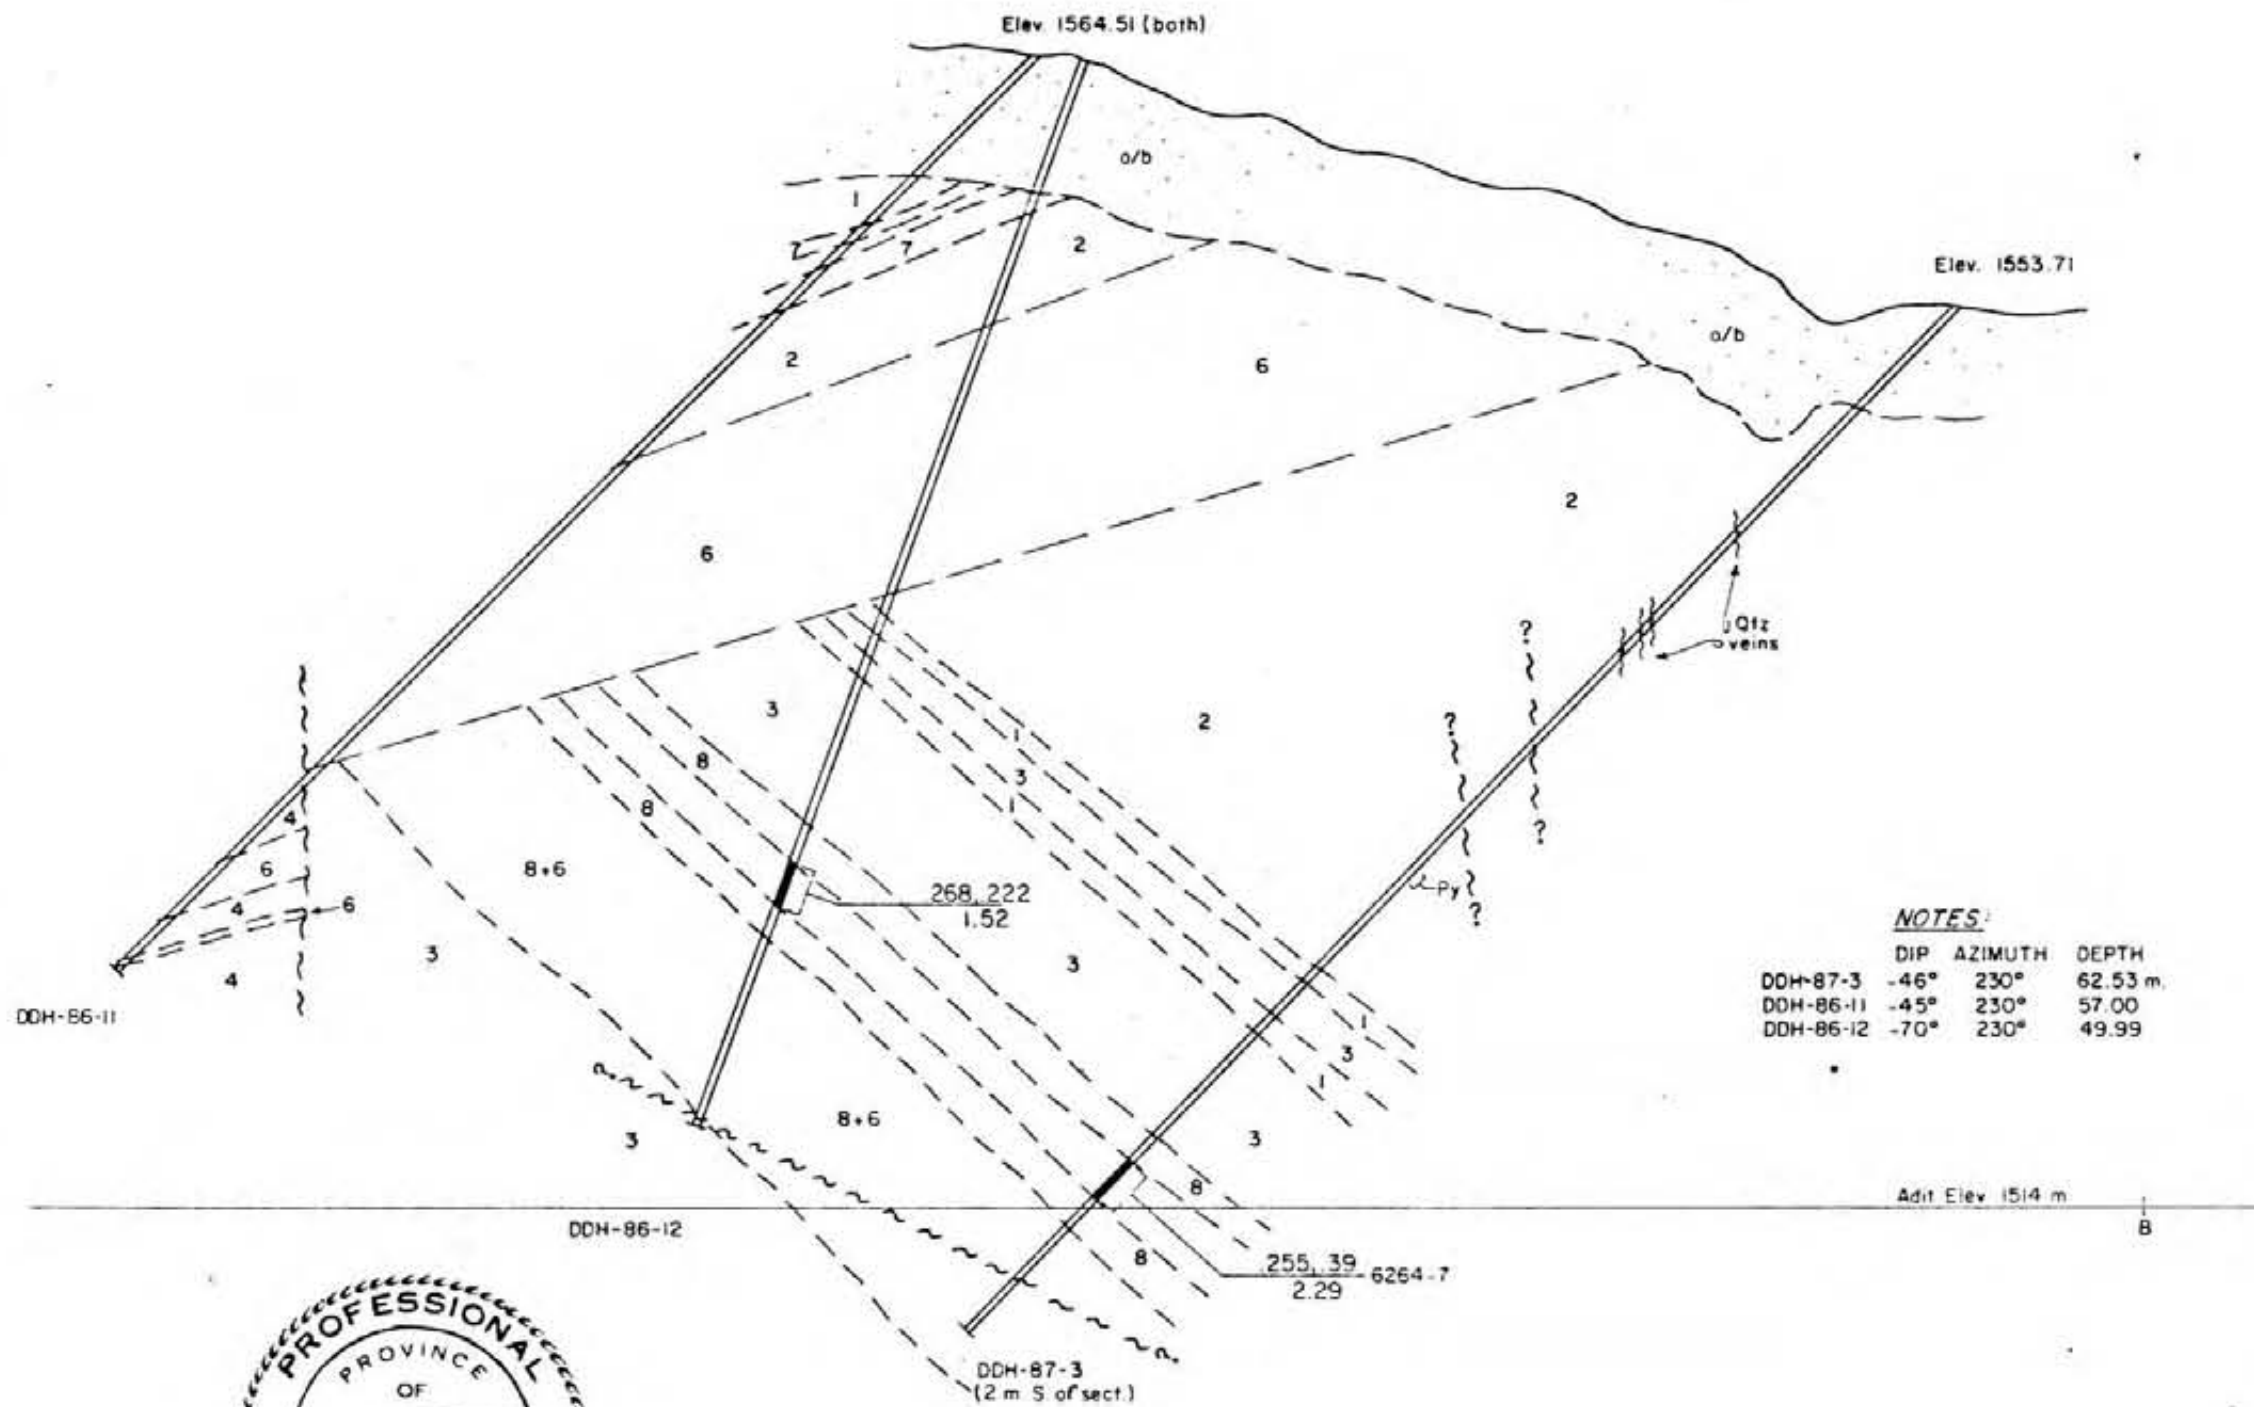 Elev. 1564.51 (both)
o/b
1
7
7
2
2
Elev. 1553.71
o/b
6
2
6
Qtz
veins
?
?
3
2
1
8
3
8
1
4
?
8+6
6
Py
?
268, 222
1.52
4
6
3
3
4
NOTES:
DIP AZIMUTH DEPTH
DDH-87-3 -46° 230° 62.53 m.
DDH-86-11 -45° 230° 57.00
DDH-86-12 -70° 230° 49.99
DDH-86-11
1
3
1
8+6
3
3
8
Adit Elev 1514 m
DDH-86-12
B
8
.255, .39 6264-7
2.29
PROFESSIONAL
PROVINCE
OF
DDH-87-3
(2 m S. of sect.)